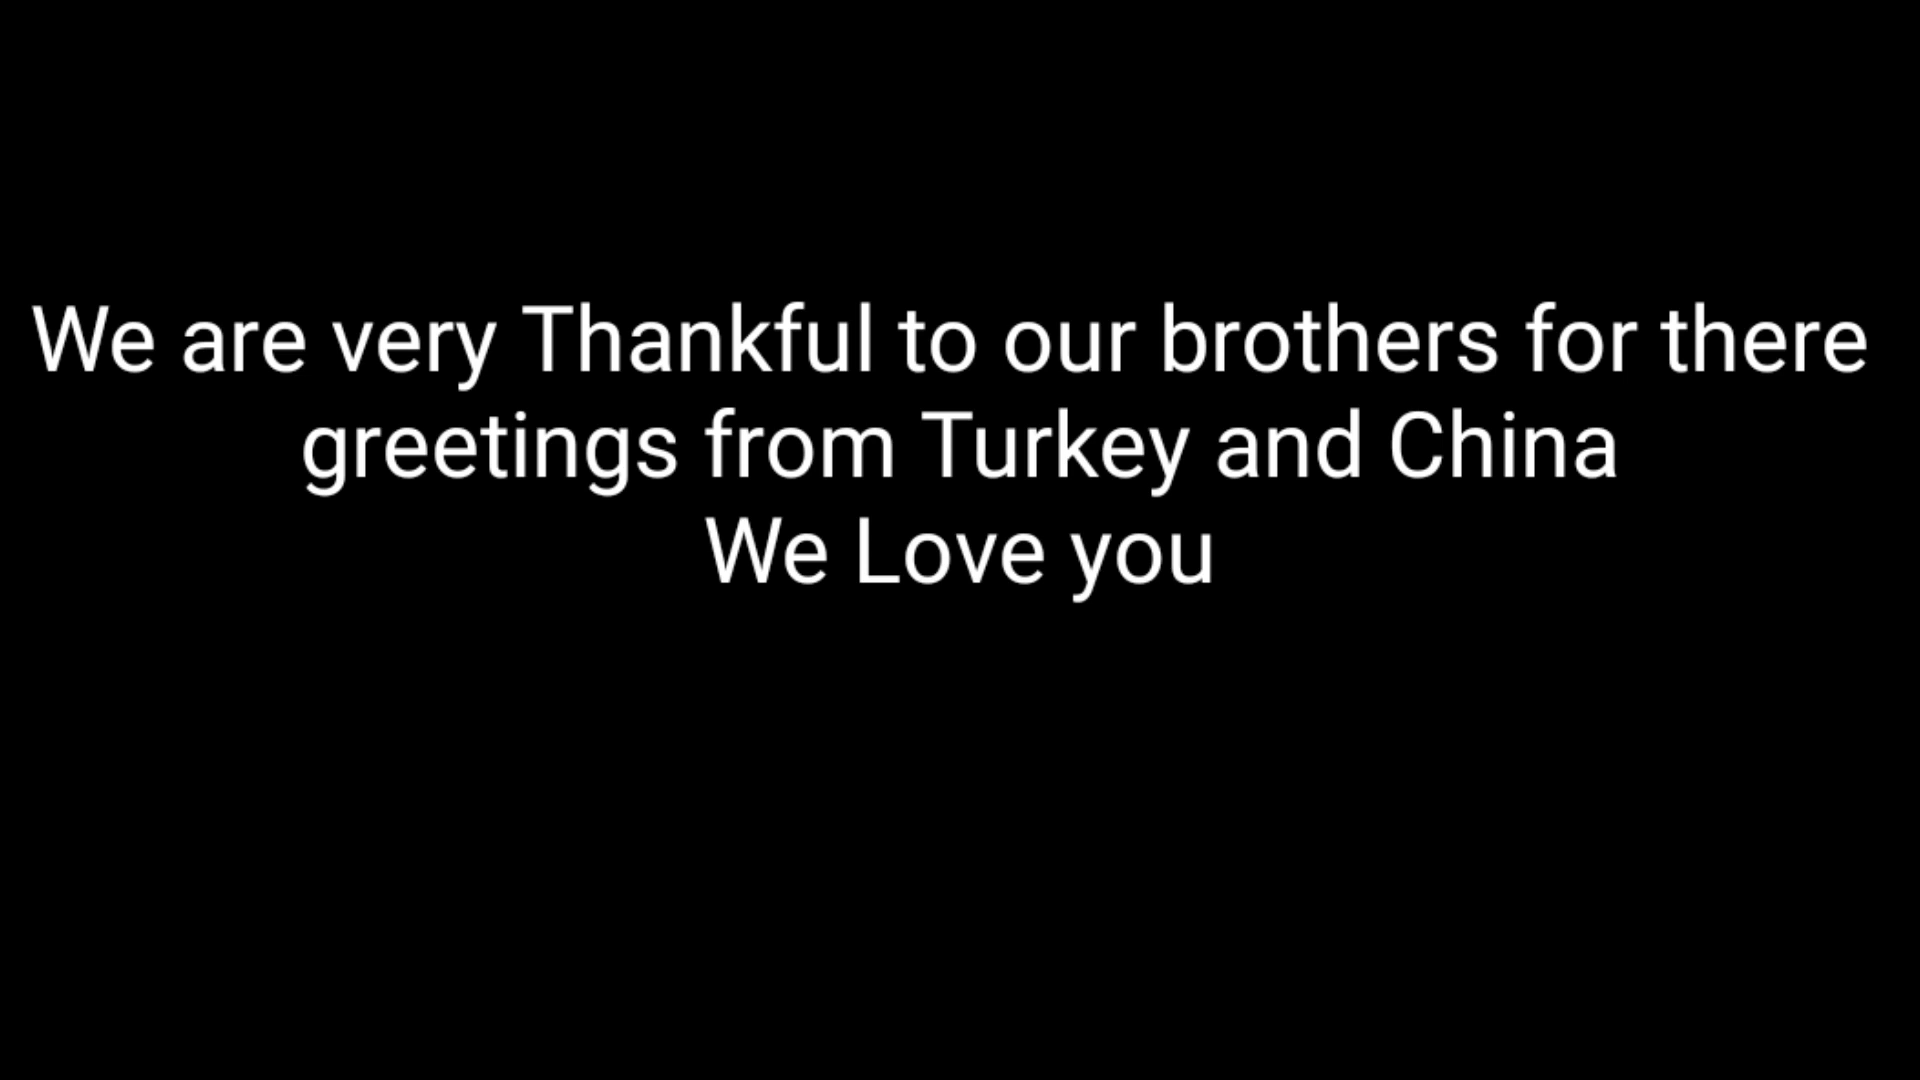 We are very Thankful to our brothers for there
greetings from Turkey and China
We Love you